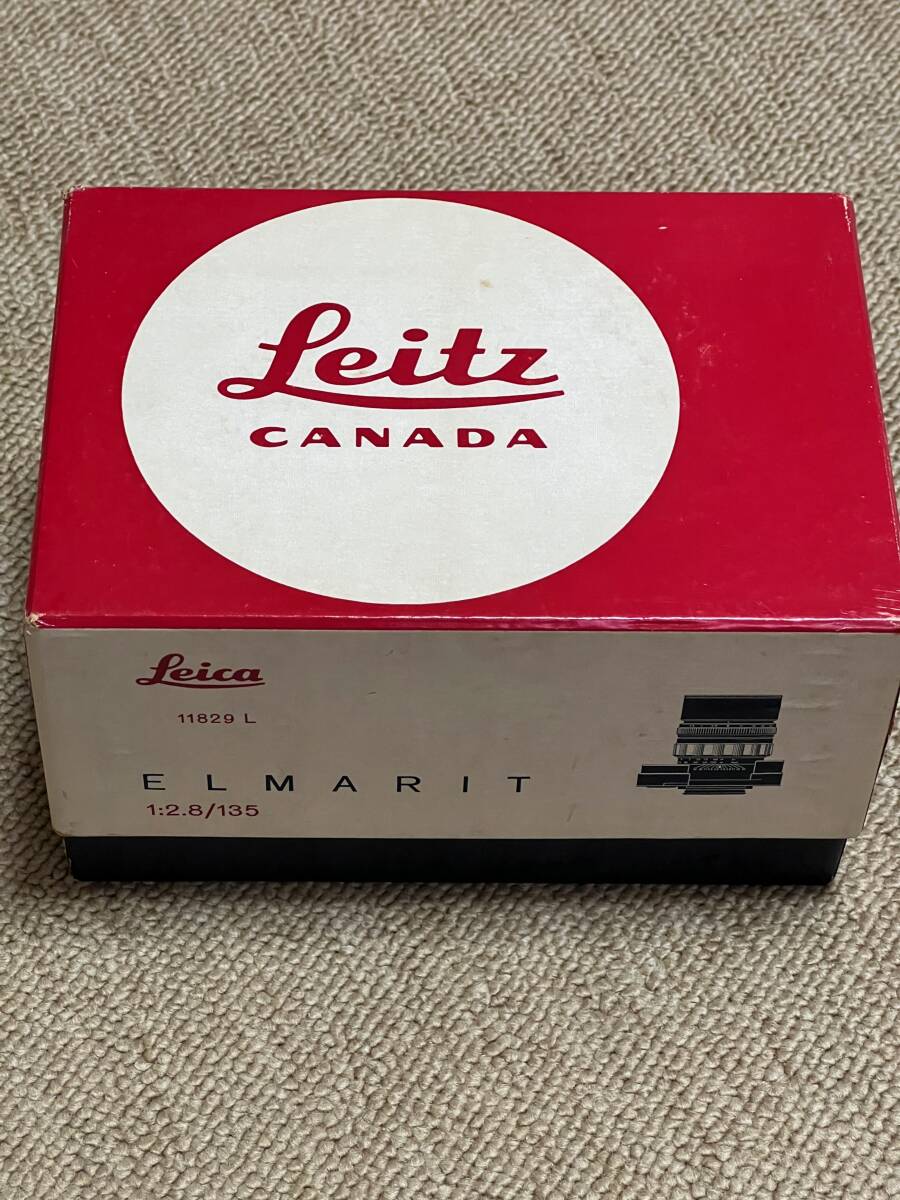 Leitz
CANADA
Leica
11829 L
ELMARIT
1:2.8/135